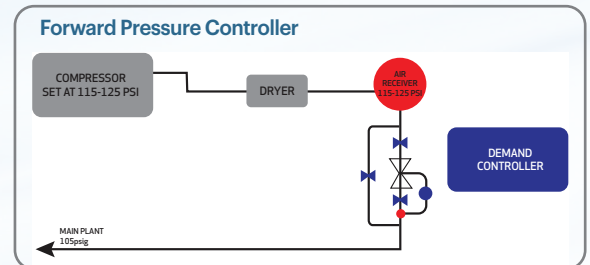 Forward Pressure Controller
COMPRESSOR
SET AT 115-125 PSI
DRYER
AIR
RECEIVER
115-125 PSI
DEMAND
CONTROLLER
MAIN PLANT
105psig